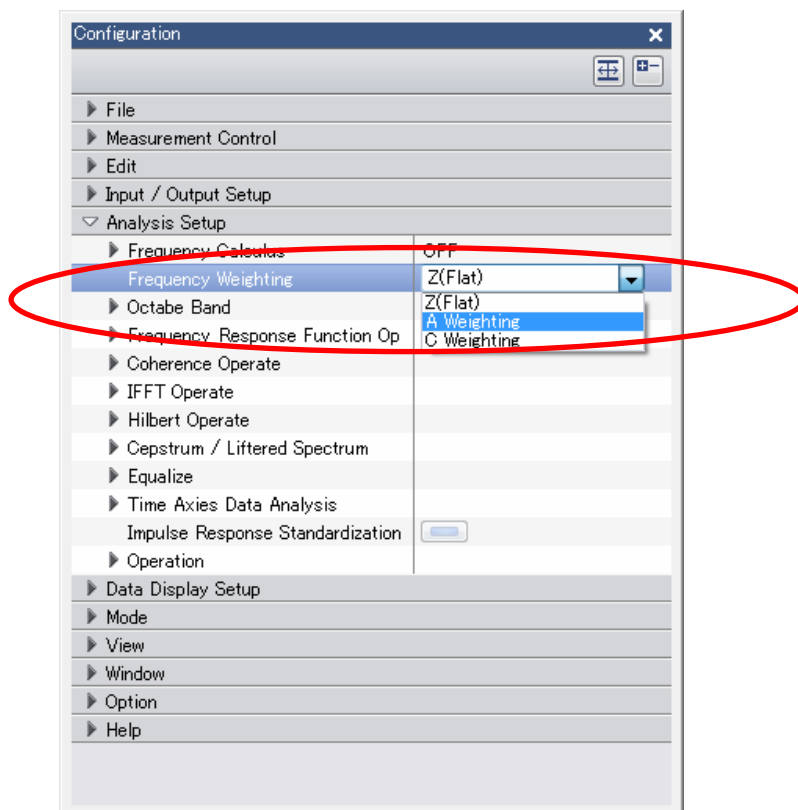 Configuration
File
Measurement Control
Edit
Input / Output Setup
Analysis Setup
Frequency Calculus OFF
Frequency Weighting Z(Flat)
Z(Flat)
Octabe Band
A Weighting
Frequency Response Function Op
C Weighting
Coherence Operate
IFFT Operate
Hilbert Operate
Cepstrum / Liftered Spectrum
Equalize
Time Axies Data Analysis
Impulse Response Standardization
Operation
Data Display Setup
Mode
View
Window
Option
Help